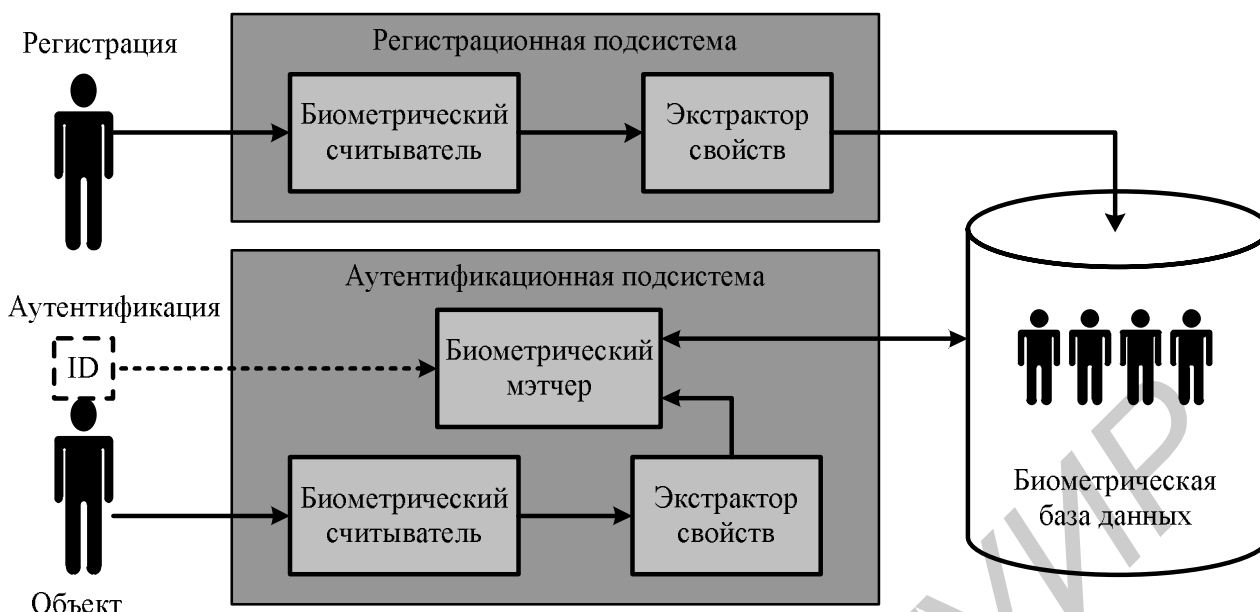 Регистрация
Регистрационная подсистема
Биометрический
считыватель
Экстрактор
свойств
Аутентификационная подсистема
Аутентификация
ID
Биометрический
мэтчер
Биометрический
считыватель
Экстрактор
свойств
Биометрическая
база данных
Объект
УИР